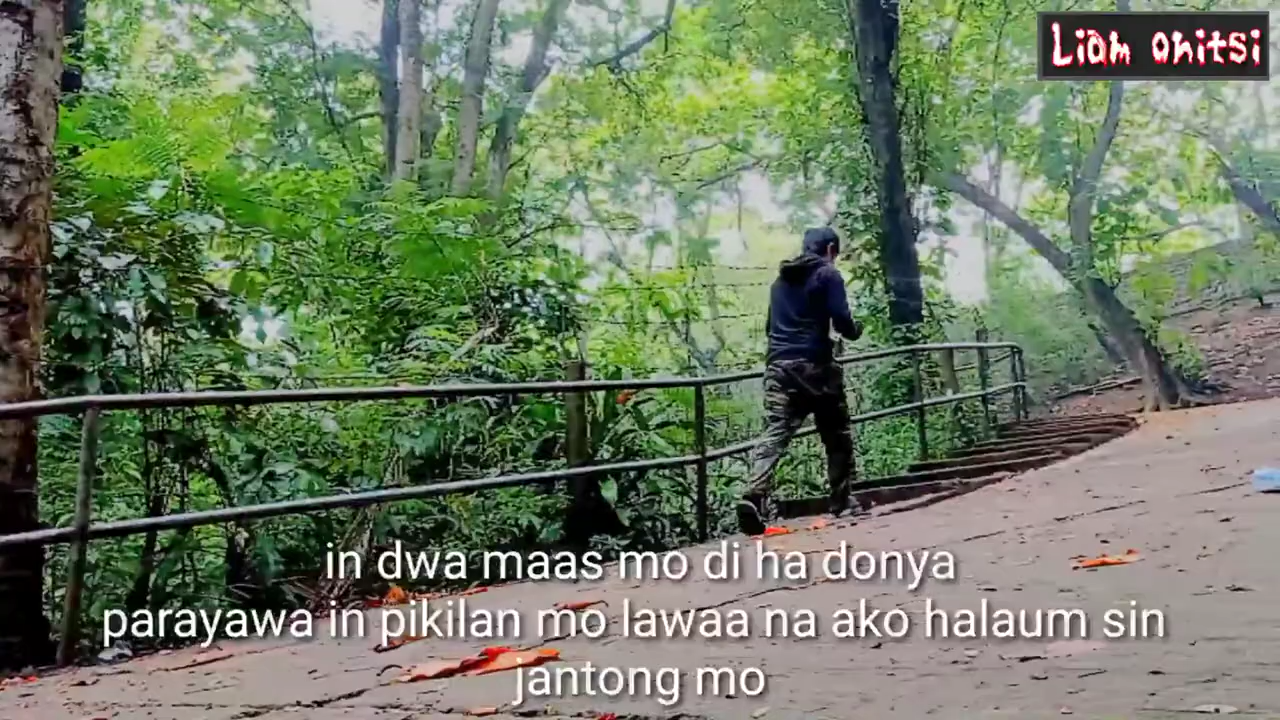 Liam onitsi
in dwa maas mo di ha donya
parayawa in pikilan mo lawaa na ako halaum sin
jantong mo